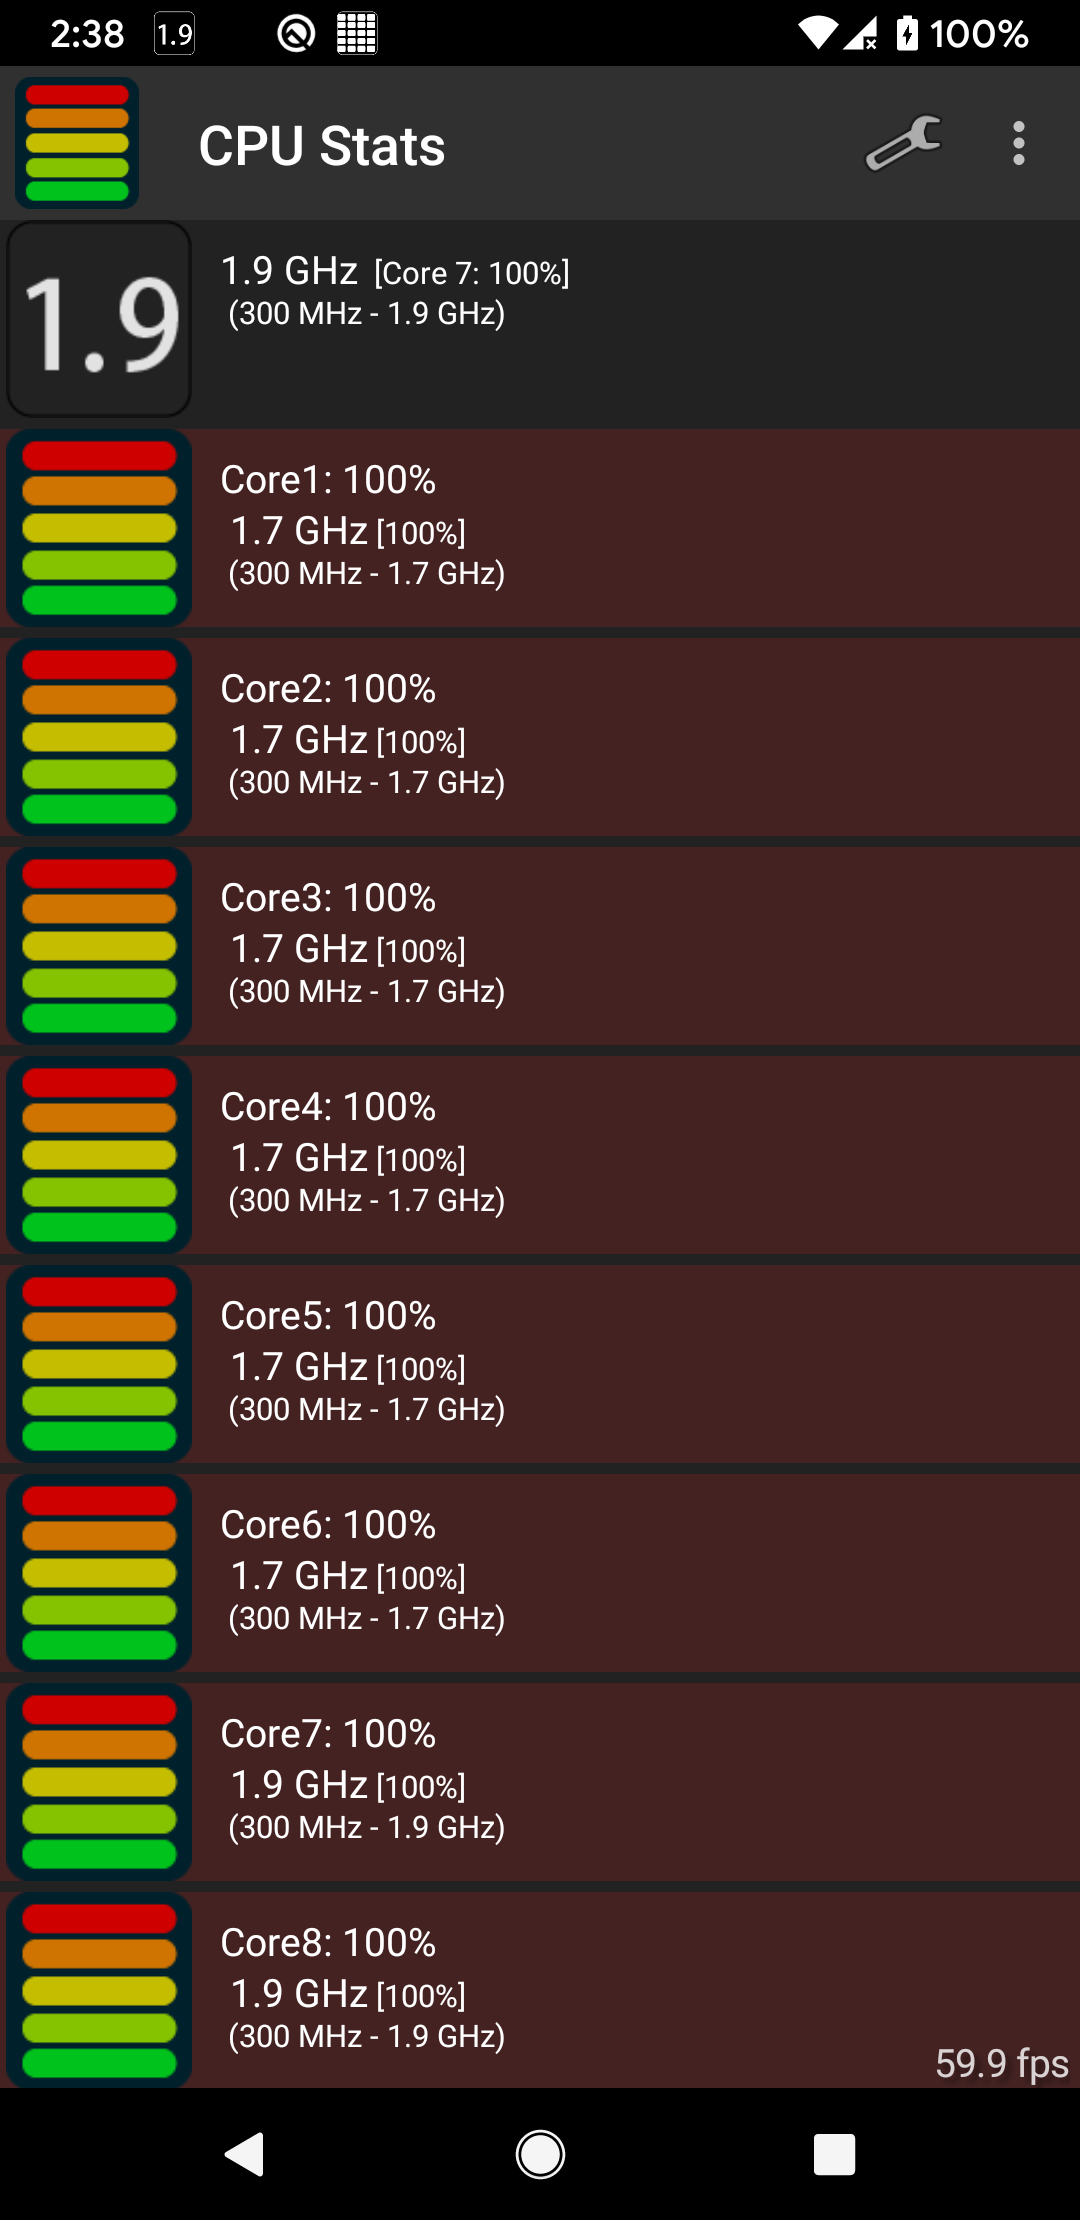 2:38 1.9 100%
CPU Stats
1.9
1.9 GHz [Core 7: 100%]
(300 MHz - 1.9 GHz)
Core1: 100%
1.7 GHz [100%]
(300 MHz - 1.7 GHz)
Core2: 100%
1.7 GHz [100%]
(300 MHz - 1.7 GHz)
Core3: 100%
1.7 GHz [100%]
(300 MHz - 1.7 GHz)
Core4: 100%
1.7 GHz [100%]
(300 MHz - 1.7 GHz)
Core5: 100%
1.7 GHz [100%]
(300 MHz - 1.7 GHz)
Core6: 100%
1.7 GHz [100%]
(300 MHz - 1.7 GHz)
Core7: 100%
1.9 GHz [100%]
(300 MHz - 1.9 GHz)
Core8: 100%
1.9 GHz [100%]
(300 MHz - 1.9 GHz)
59.9 fps